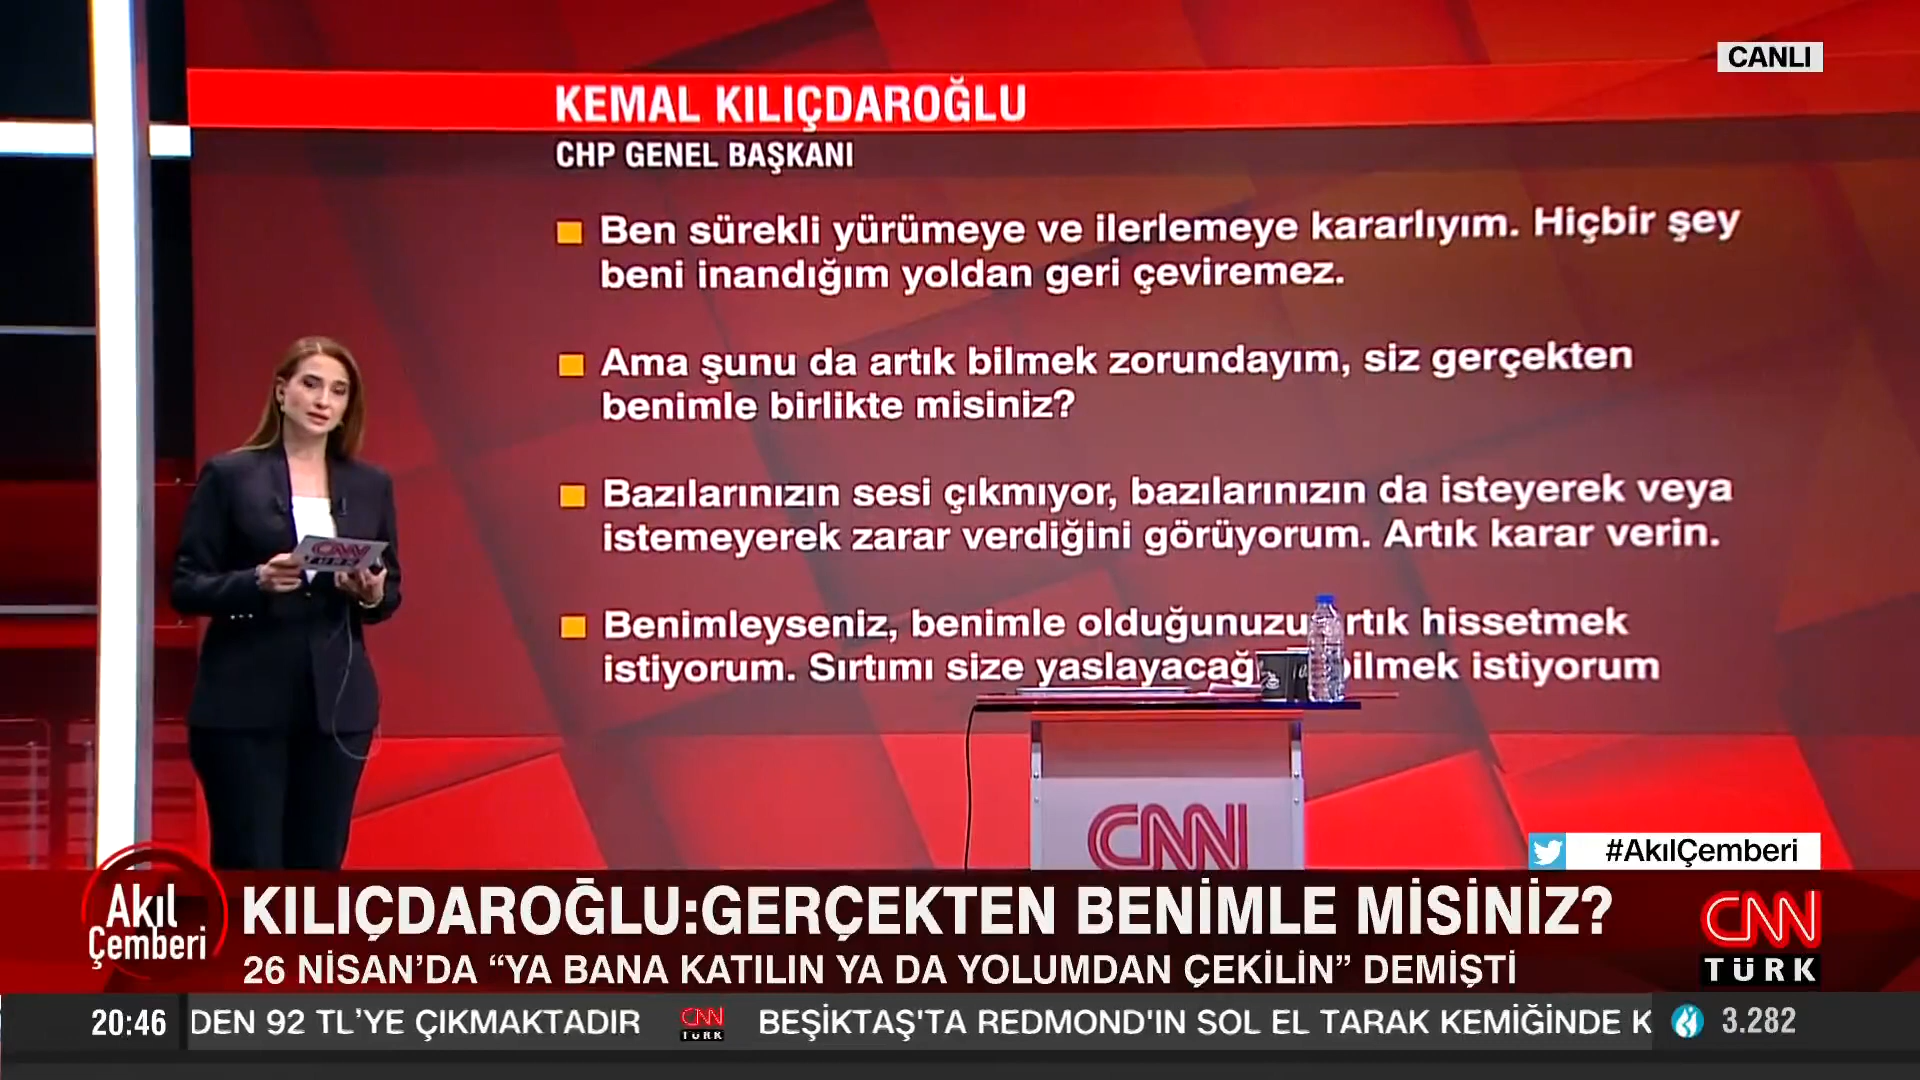 CANLI
KEMAL KILIÇDAROĞLU
CHP GENEL BAŞKANI
Ben sürekli yürümeye ve ilerlemeye kararlıyım. Hiçbir şey
beni inandığım yoldan geri çeviremez.
Ama şunu da artık bilmek zorundayım, siz gerçekten
benimle birlikte misiniz?
Bazılarınızın sesi çıkmıyor, bazılarınızın da isteyerek veya
istemeyerek zarar verdiğini görüyorum. Artık karar verin.
Benimleyseniz, benimle olduğunuzu rtık hissetmek
istiyorum. Sırtımı size yaslayacağ bilmek istiyorum
CNN
TÜRK
CNN
#AkılÇemberi
Akıl
Çemberi
KILIÇDAROĞLU:GERÇEKTEN BENİMLE MİSİNİZ?
26 NİSAN’DA “YA BANA KATILIN YA DA YOLUMDAN ÇEKİLİN” DEMİŞTİ
CNN
TÜRK
20:46 DEN 92 TL'YE ÇIKMAKTADIR CNN TÜRK BEŞİKTAŞ'TA REDMOND'IN SOL EL TARAK KEMİĞİNDE K 3.282